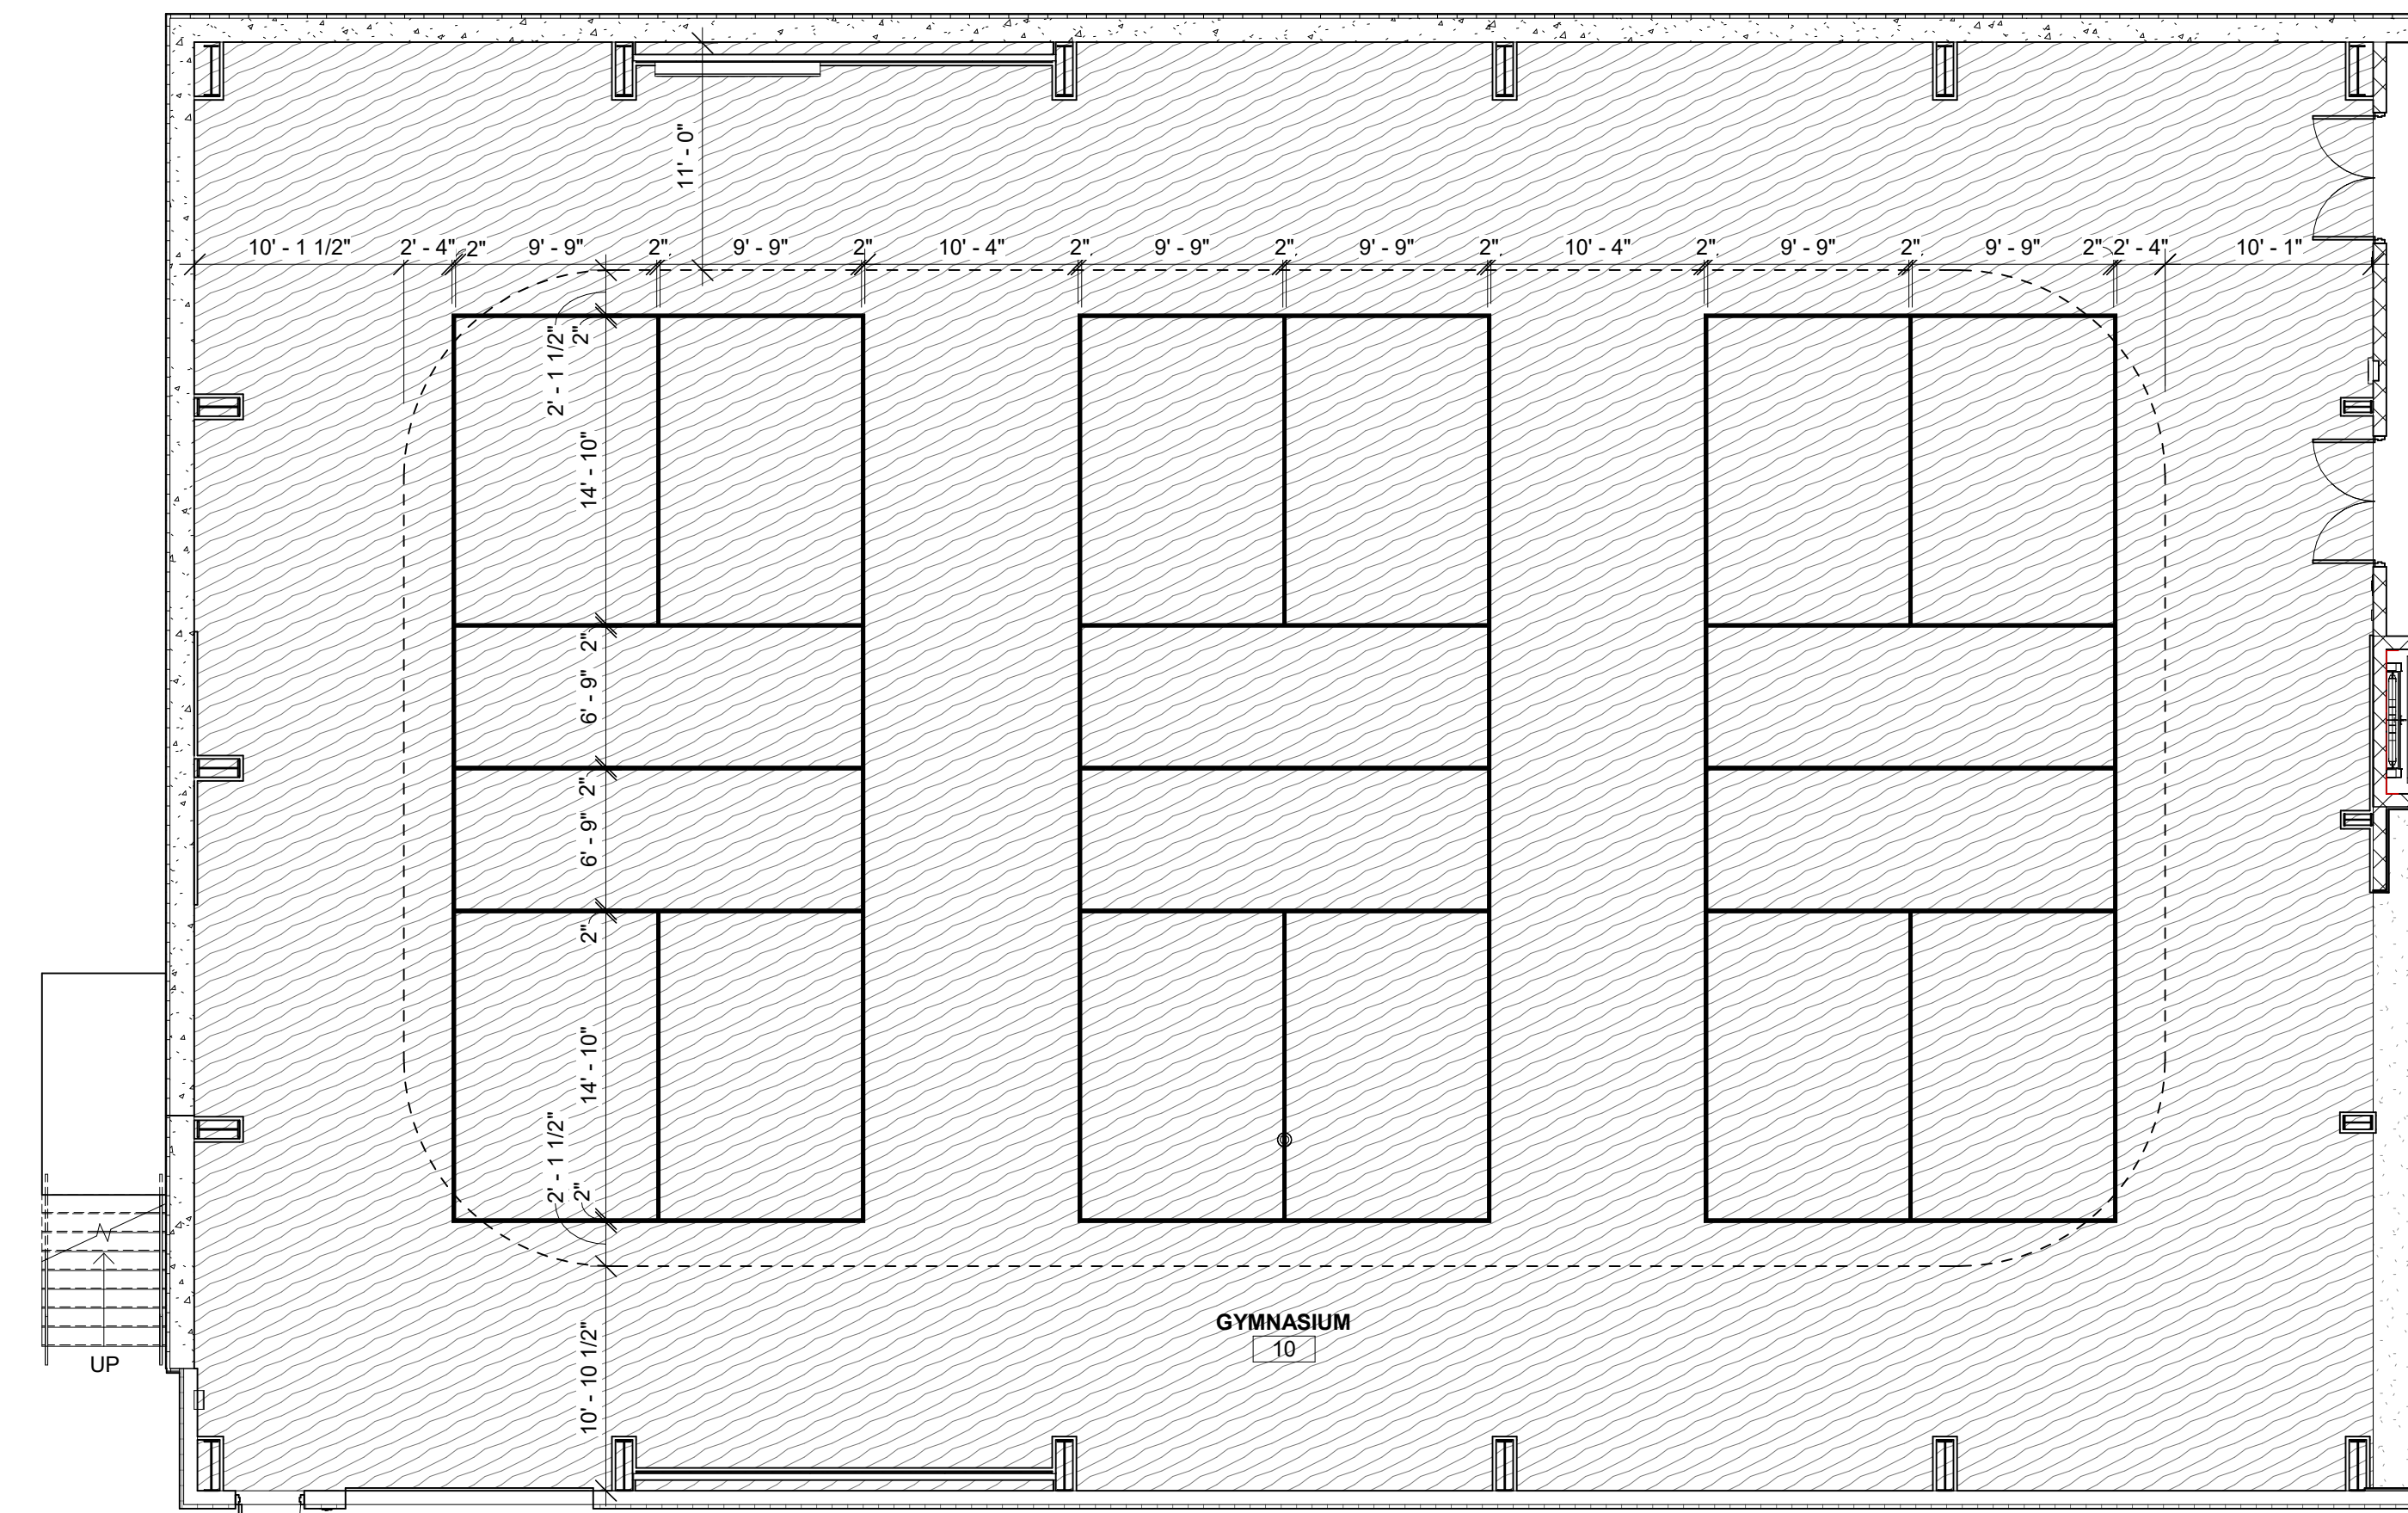 11' - 0"
10' - 1 1/2"
2' - 4"
2"
9' - 9"
2"
9' - 9"
2"
10' - 4"
2"
9' - 9"
2"
9' - 9"
2"
10' - 4"
2"
9' - 9"
2"
9' - 9"
2"
2' - 4"
10' - 1"
2' - 1 1/2"
2"
14' - 10"
2"
6' - 9"
2"
6' - 9"
2"
14' - 10"
2' - 1 1/2"
2"
10' - 10 1/2"
GYMNASIUM
10
UP